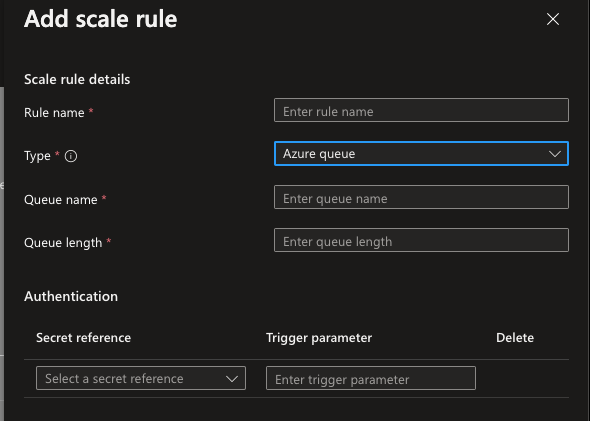 Add scale rule
Scale rule details
Rule name *
Enter rule name
Type *
Azure queue
Queue name *
Enter queue name
Queue length *
Enter queue length
Authentication
Secret reference Trigger parameter Delete
Select a secret reference Enter trigger parameter